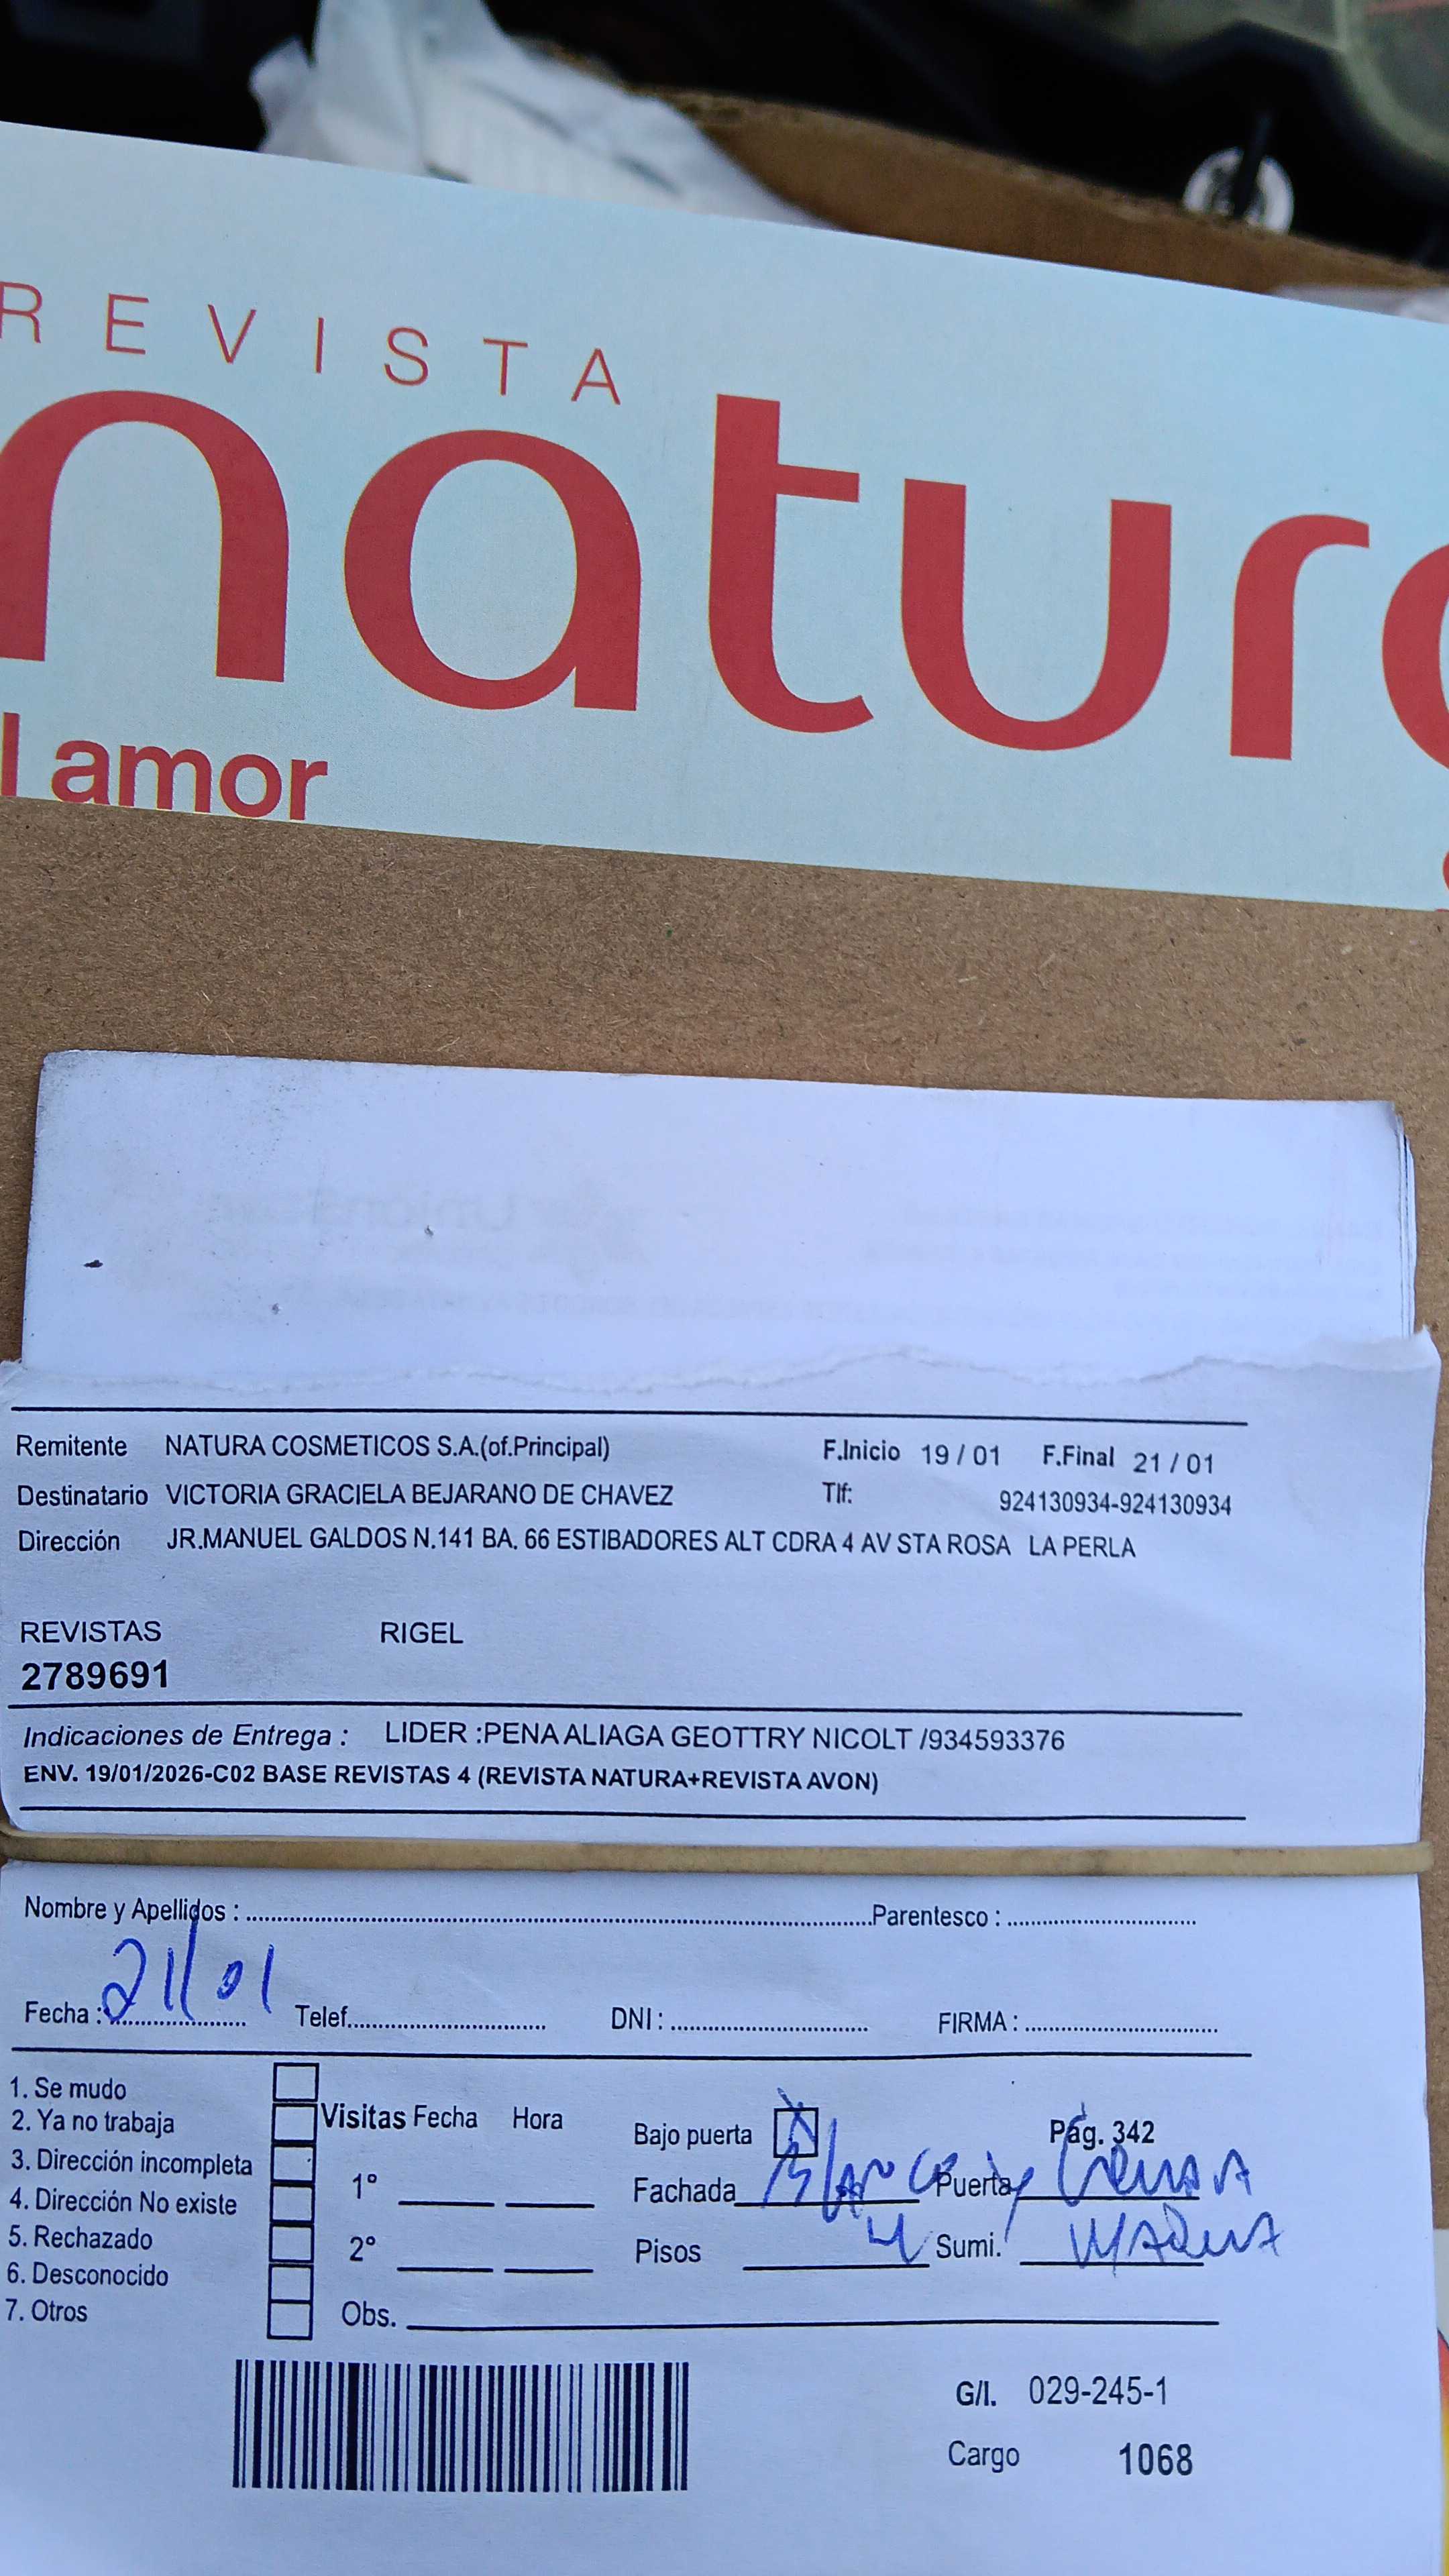 REVISTA
natura
l amor
Remitente NATURA COSMETICOS S.A.(of.Principal) F.Inicio 19 / 01 F.Final 21 / 01
Destinatario VICTORIA GRACIELA BEJARANO DE CHAVEZ Tlf: 924130934-924130934
Dirección JR.MANUEL GALDOS N.141 BA. 66 ESTIBADORES ALT CDRA 4 AV STA ROSA LA PERLA
REVISTAS RIGEL
2789691
Indicaciones de Entrega : LIDER :PENA ALIAGA GEOTTRY NICOLT /934593376
ENV. 19/01/2026-C02 BASE REVISTAS 4 (REVISTA NATURA+REVISTA AVON)
Nombre y Apellidos : Parentesco :
Fecha : 21/01 Telef. DNI : FIRMA :
1. Se mudo
2. Ya no trabaja Visitas Fecha Hora Bajo puerta X Pág. 342
3. Dirección incompleta 1° Fachada Blanco y crema Puerta
4. Dirección No existe
5. Rechazado 2° Pisos 4 Sumi.
6. Desconocido
7. Otros Obs.
G/I. 029-245-1
Cargo 1068